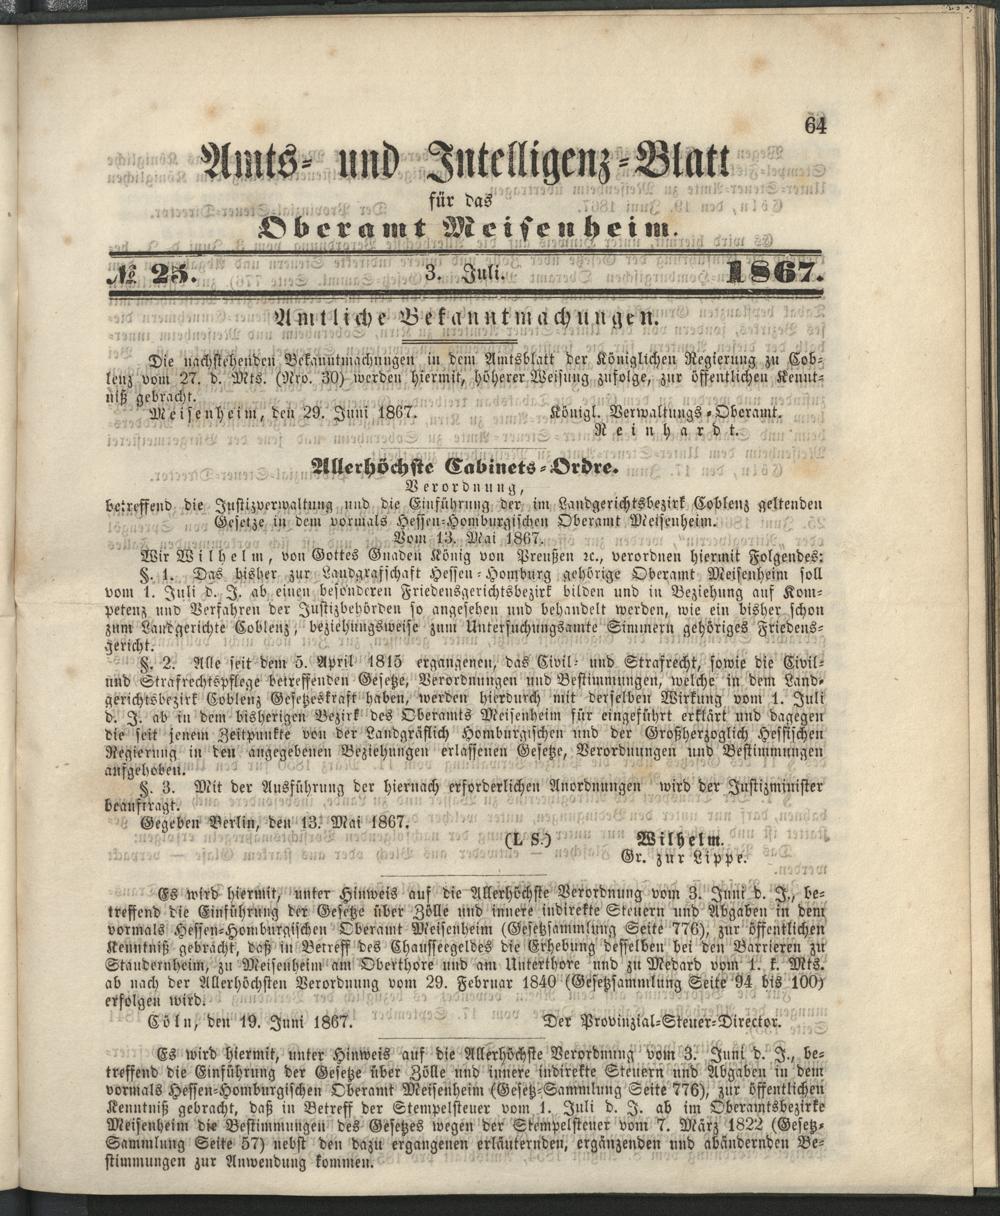 64
Amts- und Intelligenz-Blatt
für das
Oberamt Meisenheim.
№ 25. 3. Juli. 1867.
Amtliche Bekanntmachungen.
Die nachstehenden Bekanntmachungen in dem Amtsblatt der Königlichen Regierung zu Cob-
lenz vom 27. d. Mts. (Nro. 30) werden hiermit, höherer Weisung zufolge, zur öffentlichen Kennt-
niß gebracht.
Meisenheim, den 29. Juni 1867. Königl. Verwaltungs-Oberamt.
Reinhardt.
Allerhöchste Cabinets-Ordre.
Verordnung,
betreffend die Justizverwaltung und die Einführung der im Landgerichtsbezirk Coblenz geltenden
Gesetze in dem vormals Hessen-Homburgischen Oberamt Meisenheim.
Vom 13. Mai 1867.
Wir Wilhelm, von Gottes Gnaden König von Preußen ꝛc., verordnen hiermit Folgendes:
§. 1. Das bisher zur Landgrafschaft Hessen-Homburg gehörige Oberamt Meisenheim soll
vom 1. Juli d. J. ab einen besonderen Friedensgerichtsbezirk bilden und in Beziehung auf Kom-
petenz und Verfahren der Justizbehörden so angesehen und behandelt werden, wie ein bisher schon
zum Landgerichte Coblenz, beziehungsweise zum Untersuchungsamte Simmern gehöriges Friedens-
gericht.
§. 2. Alle seit dem 5. April 1815 ergangenen, das Civil- und Strafrecht, sowie die Civil-
und Strafrechtspflege betreffenden Gesetze, Verordnungen und Bestimmungen, welche in dem Land-
gerichtsbezirk Coblenz Gesetzeskraft haben, werden hierdurch mit derselben Wirkung vom 1. Juli
d. J. ab in dem bisherigen Bezirk des Oberamts Meisenheim für eingeführt erklärt und dagegen
die seit jenem Zeitpunkte von der Landgräflich Homburgischen und der Großherzoglich Hessischen
Regierung in den angegebenen Beziehungen erlassenen Gesetze, Verordnungen und Bestimmungen
aufgehoben.
§. 3. Mit der Ausführung der hiernach erforderlichen Anordnungen wird der Justizminister
beauftragt.
Gegeben Berlin, den 13. Mai 1867.
(L S.) Wilhelm.
Gr. zur Lippe.
Es wird hiermit, unter Hinweis auf die Allerhöchste Verordnung vom 3. Juni d. J., be-
treffend die Einführung der Gesetze über Zölle und innere indirekte Steuern und Abgaben in dem
vormals Hessen-Homburgischen Oberamt Meisenheim (Gesetzsammlung Seite 776), zur öffentlichen
Kenntniß gebracht, daß in Betreff des Chausseegeldes die Erhebung desselben bei den Barrieren zu
Staudernheim, zu Meisenheim am Oberthore und am Unterthore und zu Medard vom 1. k. Mts.
ab nach der Allerhöchsten Verordnung vom 29. Februar 1840 (Gesetzsammlung Seite 94 bis 100)
erfolgen wird.
Cöln, den 19. Juni 1867. Der Provinzial-Steuer-Director.
Es wird hiermit, unter Hinweis auf die Allerhöchste Verordnung vom 3. Juni d. J., be-
treffend die Einführung der Gesetze über Zölle und innere indirekte Steuern und Abgaben in dem
vormals Hessen-Homburgischen Oberamt Meisenheim (Gesetz-Sammlung Seite 776), zur öffentlichen
Kenntniß gebracht, daß in Betreff der Stempelsteuer vom 1. Juli d. J. ab im Oberamtsbezirke
Meisenheim die Bestimmungen des Gesetzes wegen der Stempelsteuer vom 7. März 1822 (Gesetz-
Sammlung Seite 57) nebst den dazu ergangenen erläuternden, ergänzenden und abändernden Be-
stimmungen zur Anwendung kommen.